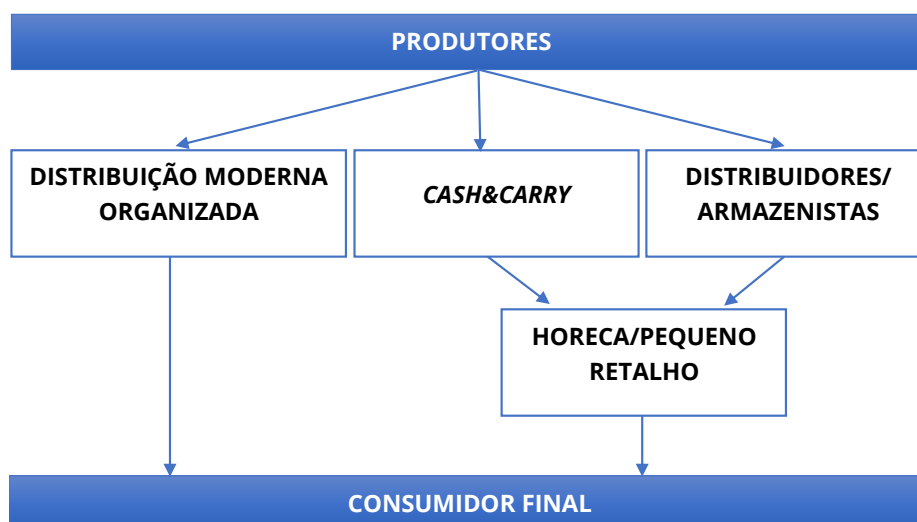 PRODUTORES
DISTRIBUIÇÃO MODERNA
ORGANIZADA
CASH&CARRY
DISTRIBUIDORES/
ARMAZENISTAS
HORECA/PEQUENO
RETALHO
CONSUMIDOR FINAL